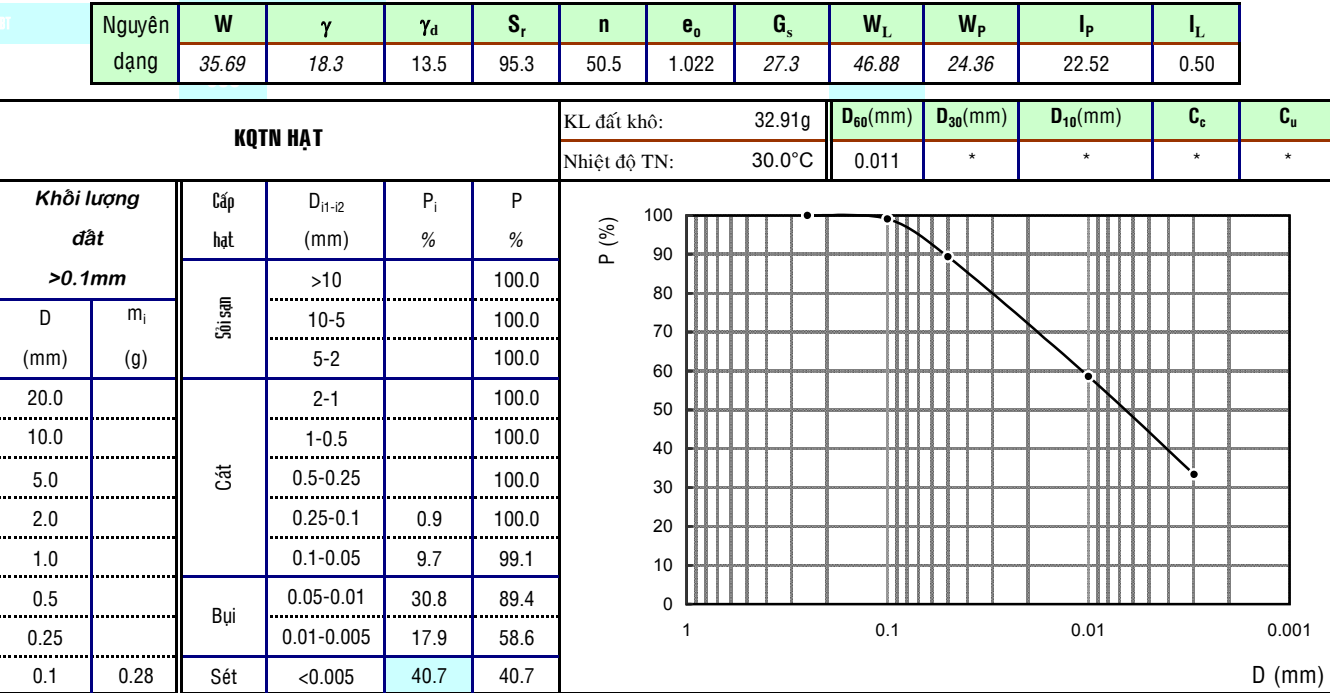 Nguyên dạng W γ γd Sr n eo Gs WL WP IP IL
35.69 18.3 13.5 95.3 50.5 1.022 27.3 46.88 24.36 22.52 0.50
KQTN HẠT
KL đất khô: 32.91g
Nhiệt độ TN: 30.0°C
D60(mm) D30(mm) D10(mm) Cc Cu
0.011 * * * *
Khối lượng
đất
>0.1mm
D mi
(mm) (g)
20.0
10.0
5.0
2.0
1.0
0.5
0.25
0.1 0.28
Cấp Di1-i2 Pi P
hạt (mm) % %
Sỏi sạn
>10 100.0
10-5 100.0
5-2 100.0
Cát
2-1 100.0
1-0.5 100.0
0.5-0.25 100.0
0.25-0.1 0.9 100.0
0.1-0.05 9.7 99.1
Bụi
0.05-0.01 30.8 89.4
0.01-0.005 17.9 58.6
Sét <0.005 40.7 40.7
P (%)
100
90
80
70
60
50
40
30
20
10
0
1 0.1 0.01 0.001
D (mm)